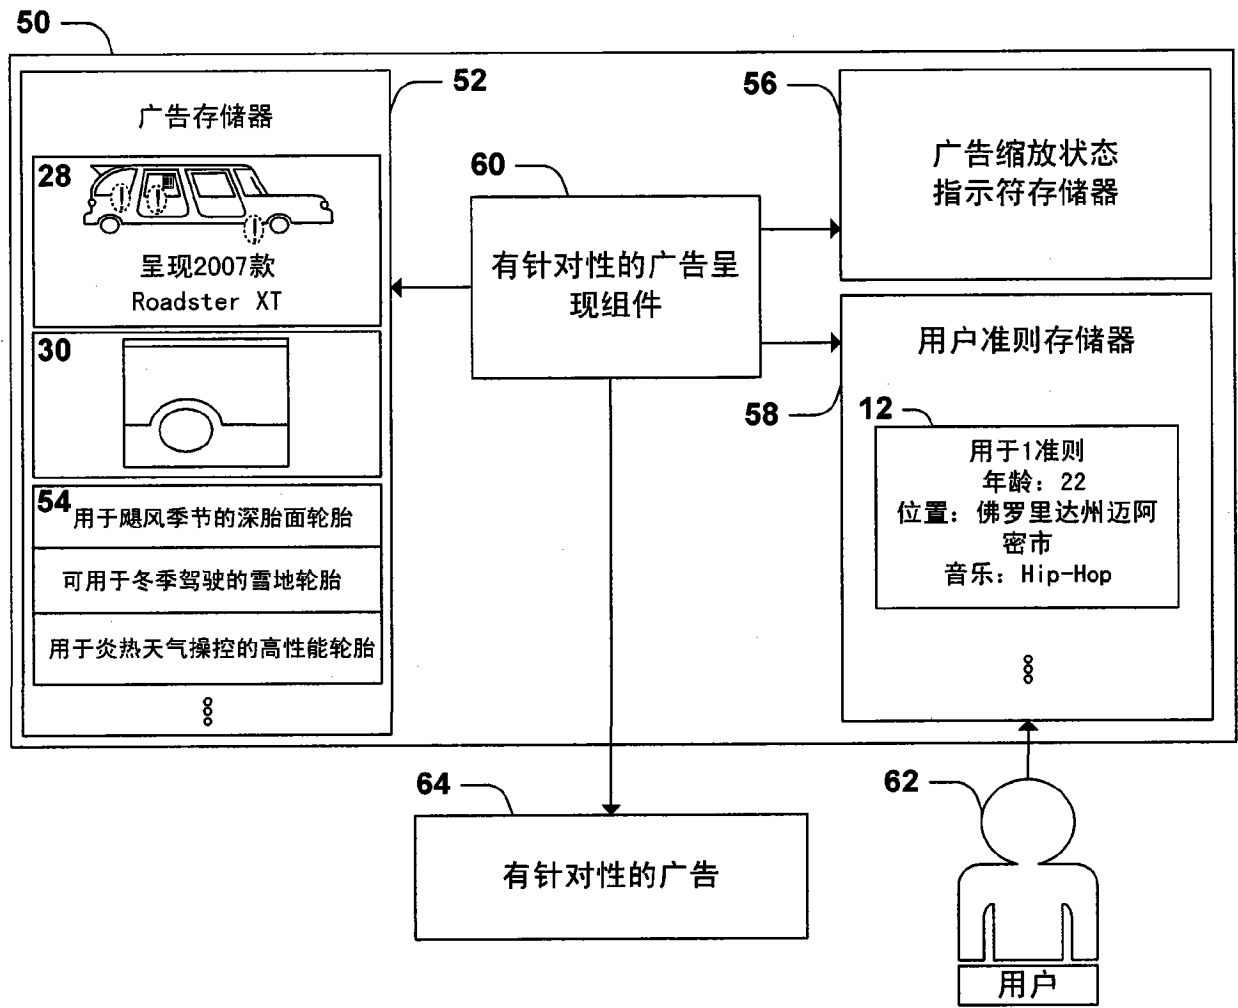 50
52
广告存储器
28
呈现2007款
Roadster XT
30
54
用于飓风季节的深胎面轮胎
可用于冬季驾驶的雪地轮胎
用于炎热天气操控的高性能轮胎
60
有针对性的广告呈
现组件
56
广告缩放状态
指示符存储器
58
用户准则存储器
12
用于1准则
年龄：22
位置：佛罗里达州迈阿
密市
音乐：Hip-Hop
64
有针对性的广告
62
用户